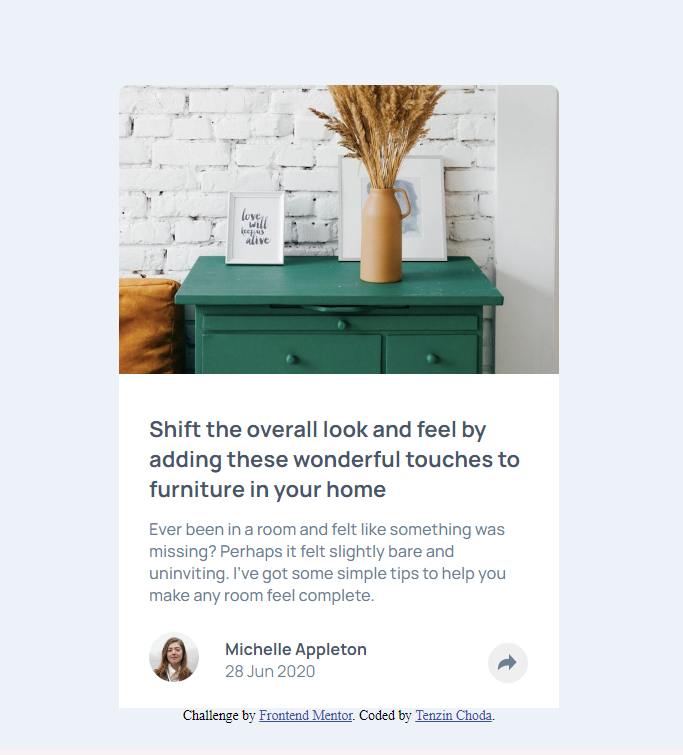 love
will
keep us
alive
Shift the overall look and feel by
adding these wonderful touches to
furniture in your home
Ever been in a room and felt like something was
missing? Perhaps it felt slightly bare and
uninviting. I've got some simple tips to help you
make any room feel complete.
Michelle Appleton
28 Jun 2020
Challenge by Frontend Mentor. Coded by Tenzin Choda.